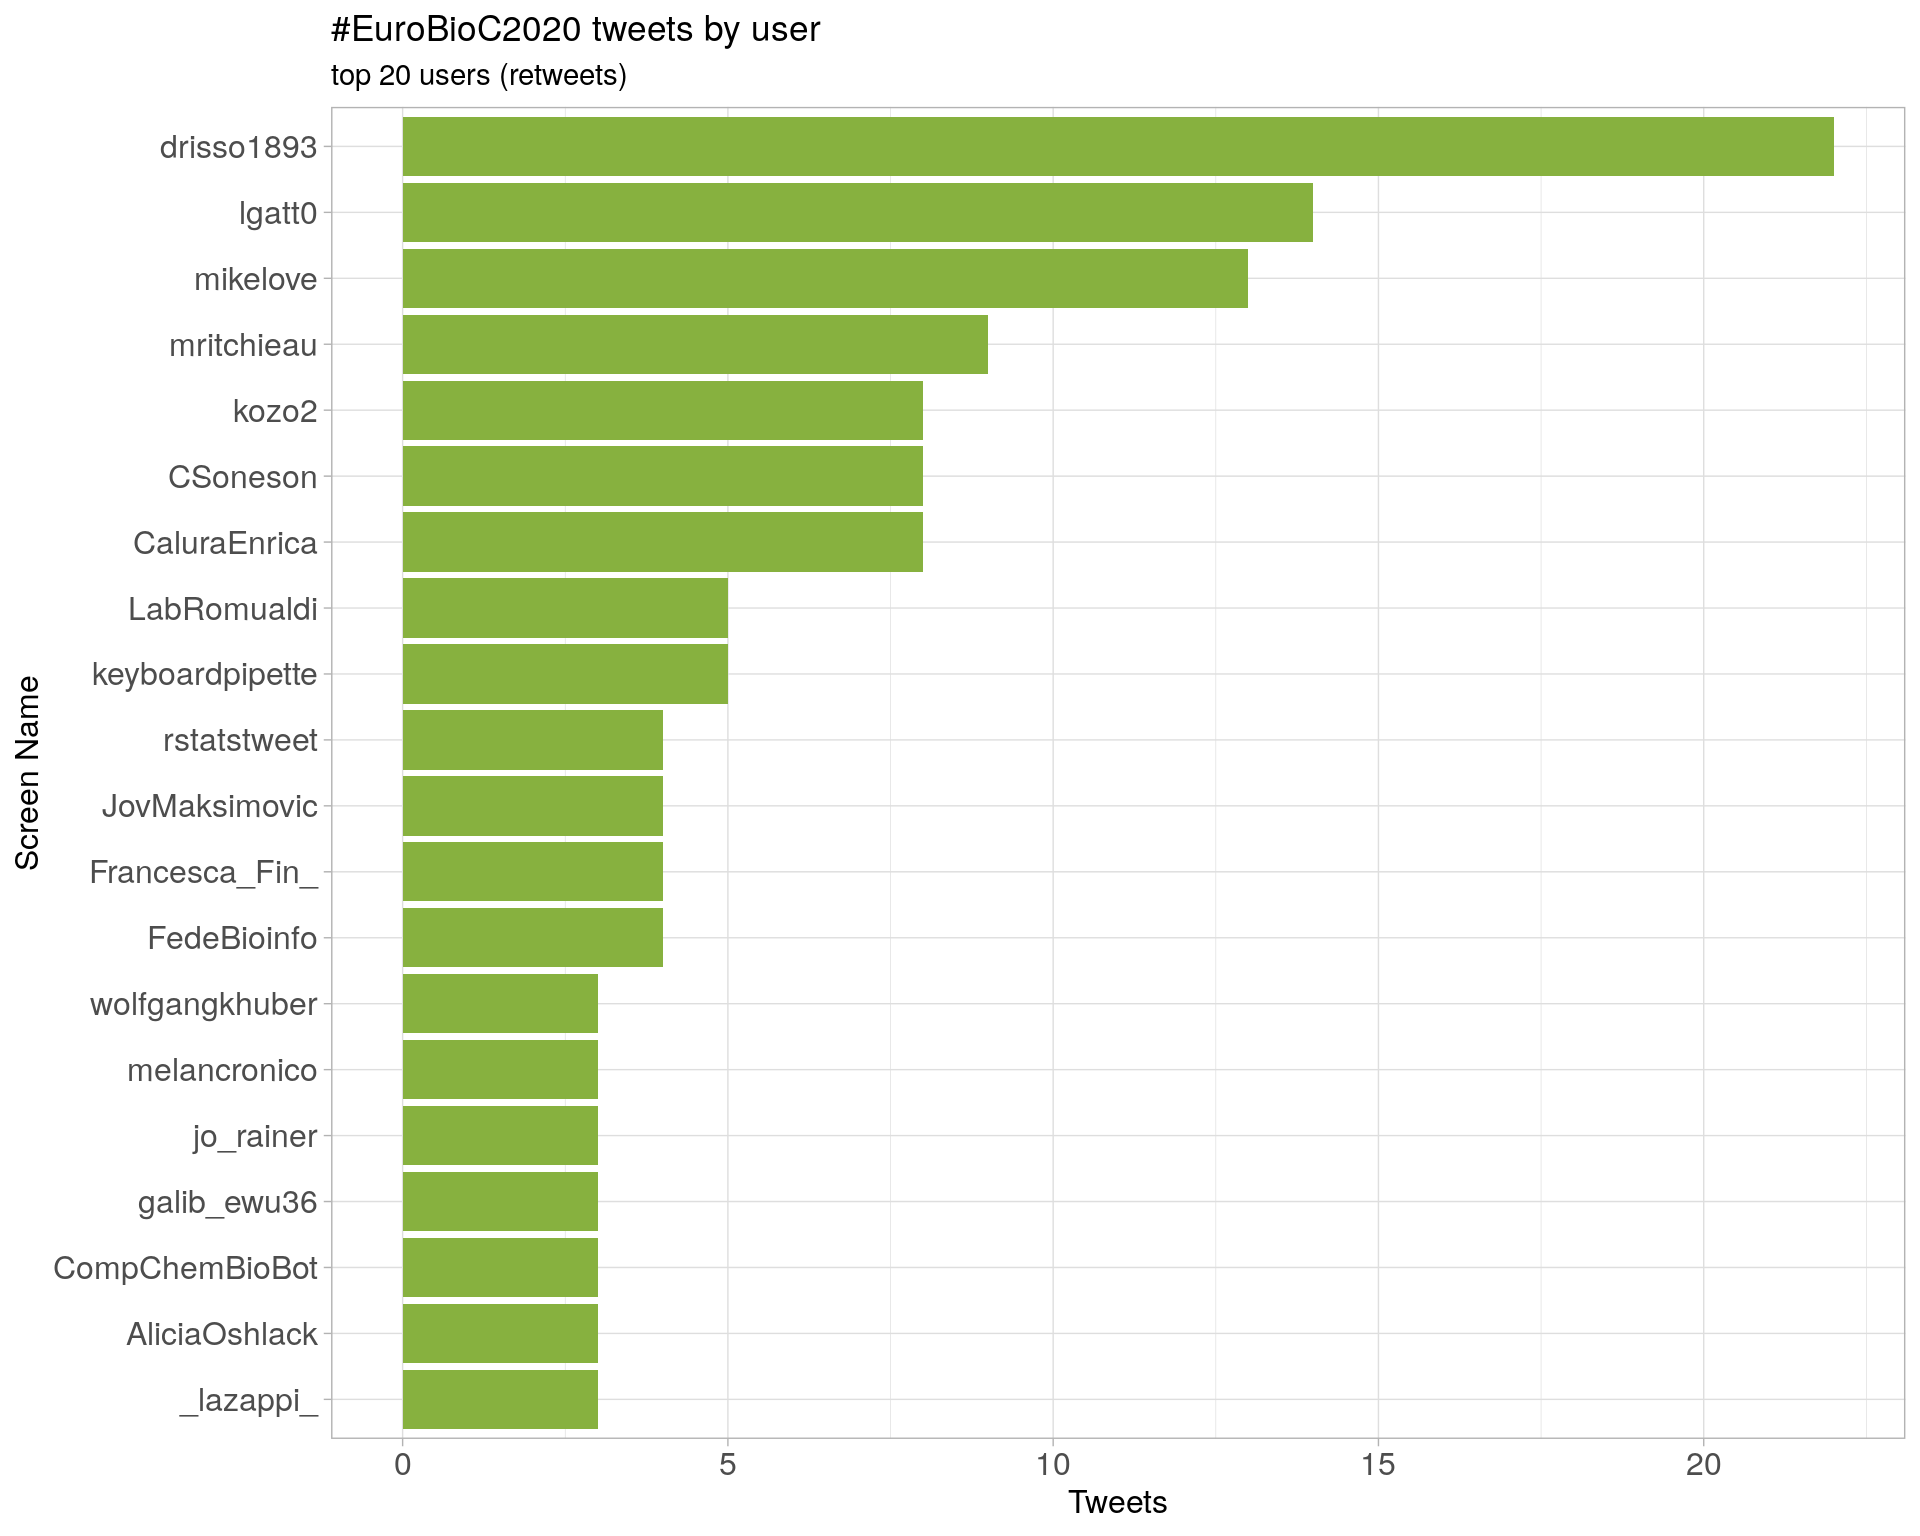 #EuroBioC2020 tweets by user
top 20 users (retweets)
drisso1893
lgatt0
mikelove
mritchieau
kozo2
CSoneson
CaluraEnrica
LabRomualdi
keyboardpipette
rstatstweet
JovMaksimovic
Francesca_Fin_
FedeBioinfo
wolfgangkhuber
melancronico
jo_rainer
galib_ewu36
CompChemBioBot
AliciaOshlack
_lazappi_
Screen Name
0 5 10 15 20
Tweets